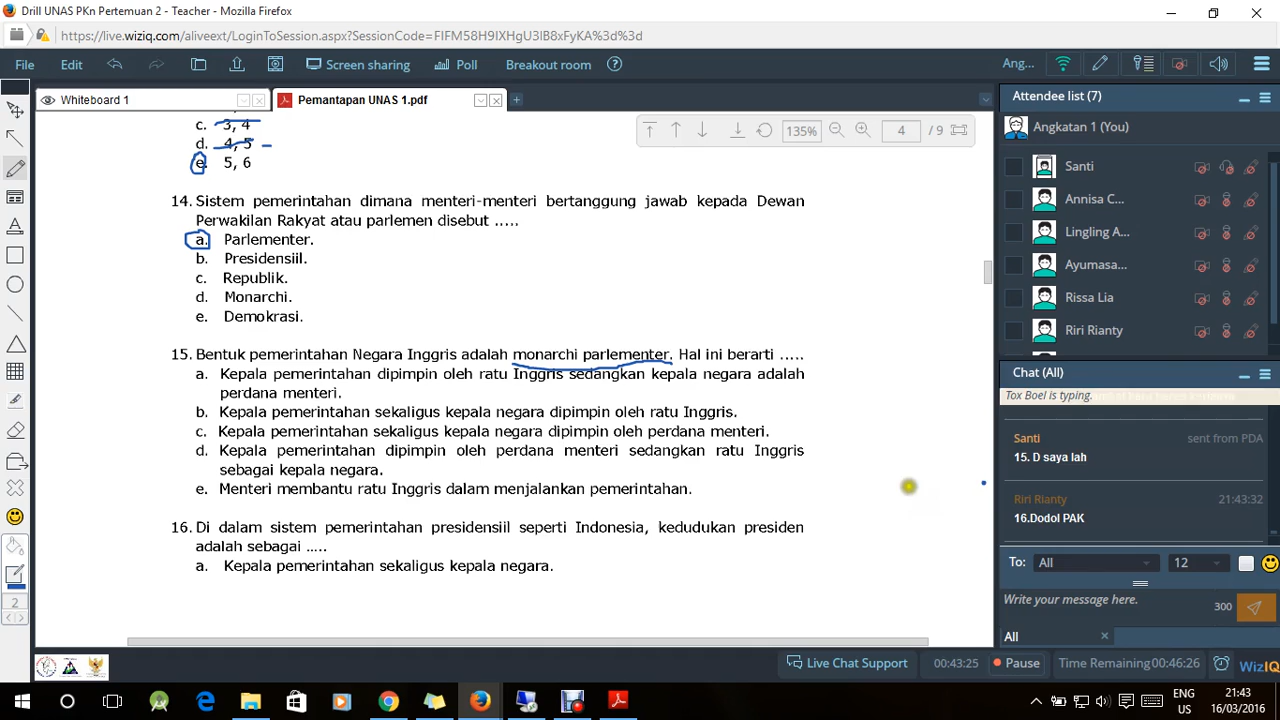 Drill UNAS PKn Pertemuan 2 - Teacher - Mozilla Firefox
https://live.wiziq.com/aliveext/LoginToSession.aspx?SessionCode=FIFM58H9IXHgU3lB8xFyKA%3d%3d
File Edit Screen sharing Poll Breakout room Ang...
Whiteboard 1 Pemantapan UNAS 1.pdf
135% 4 / 9
c. 3, 4
d. 4, 5
e. 5, 6
14. Sistem pemerintahan dimana menteri-menteri bertanggung jawab kepada Dewan
Perwakilan Rakyat atau parlemen disebut .....
a. Parlementer.
b. Presidensiil.
c. Republik.
d. Monarchi.
e. Demokrasi.
15. Bentuk pemerintahan Negara Inggris adalah monarchi parlementer. Hal ini berarti .....
a. Kepala pemerintahan dipimpin oleh ratu Inggris sedangkan kepala negara adalah
perdana menteri.
b. Kepala pemerintahan sekaligus kepala negara dipimpin oleh ratu Inggris.
c. Kepala pemerintahan sekaligus kepala negara dipimpin oleh perdana menteri.
d. Kepala pemerintahan dipimpin oleh perdana menteri sedangkan ratu Inggris
sebagai kepala negara.
e. Menteri membantu ratu Inggris dalam menjalankan pemerintahan.
16. Di dalam sistem pemerintahan presidensiil seperti Indonesia, kedudukan presiden
adalah sebagai .....
a. Kepala pemerintahan sekaligus kepala negara.
2
Attendee list (7)
Angkatan 1 (You)
Santi
Annisa C...
Lingling A...
Ayumasa...
Rissa Lia
Riri Rianty
Chat (All)
Tox Boel is typing.
Santi sent from PDA
15. D saya lah
Riri Rianty 21:43:32
16.Dodol PAK
To: All 12
Write your message here. 300
All
Live Chat Support 00:43:25 Pause Time Remaining 00:46:26 WizIQ
ENG 21:43
US 16/03/2016